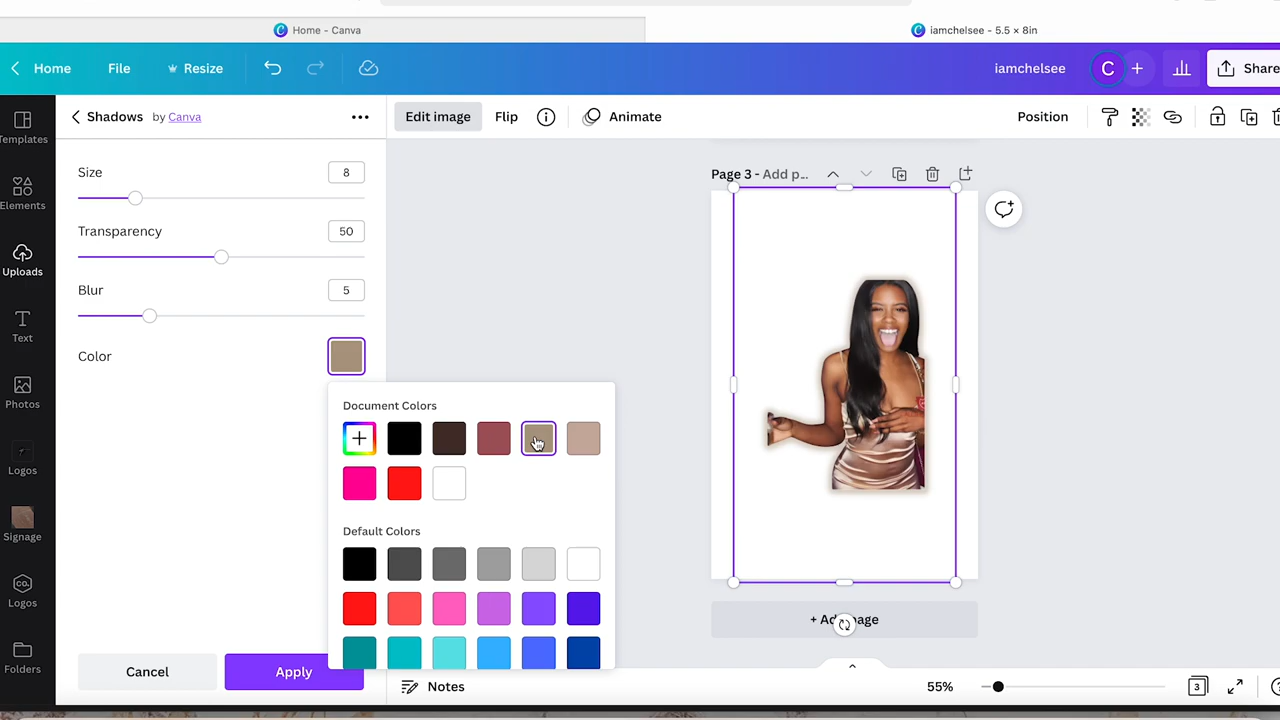 Home - Canva
iamchelsee - 5.5 × 8in
Home
File
Resize
iamchelsee
C
Share
Templates
Elements
Uploads
Text
Photos
Logos
Signage
CO.
Logos
Folders
Shadows by Canva
Size 8
Transparency 50
Blur 5
Color
Document Colors
Default Colors
Cancel
Apply
Edit image
Flip
Animate
Position
Page 3 - Add p...
Notes
55%
3